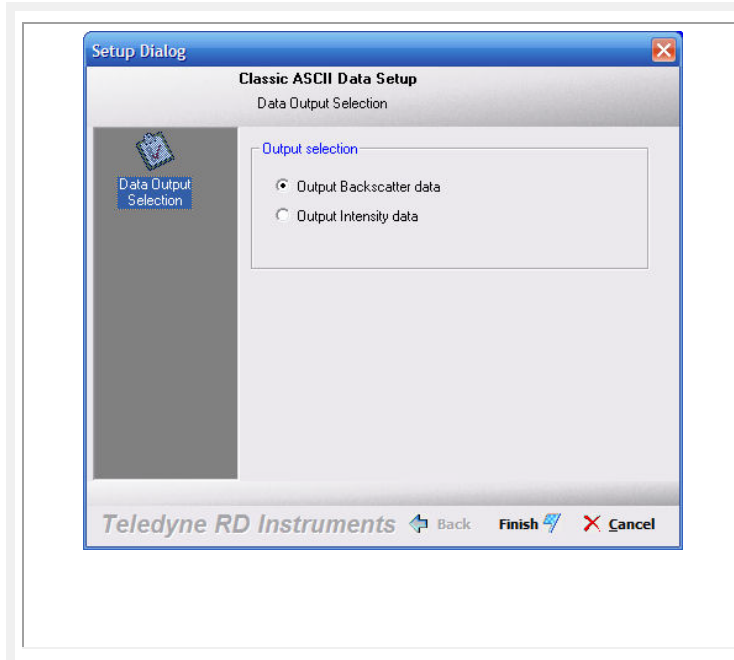 Setup Dialog
Classic ASCII Data Setup
Data Output Selection
Data Output
Selection
Output selection
Output Backscatter data
Output Intensity data
Teledyne RD Instruments
Back
Finish
Cancel